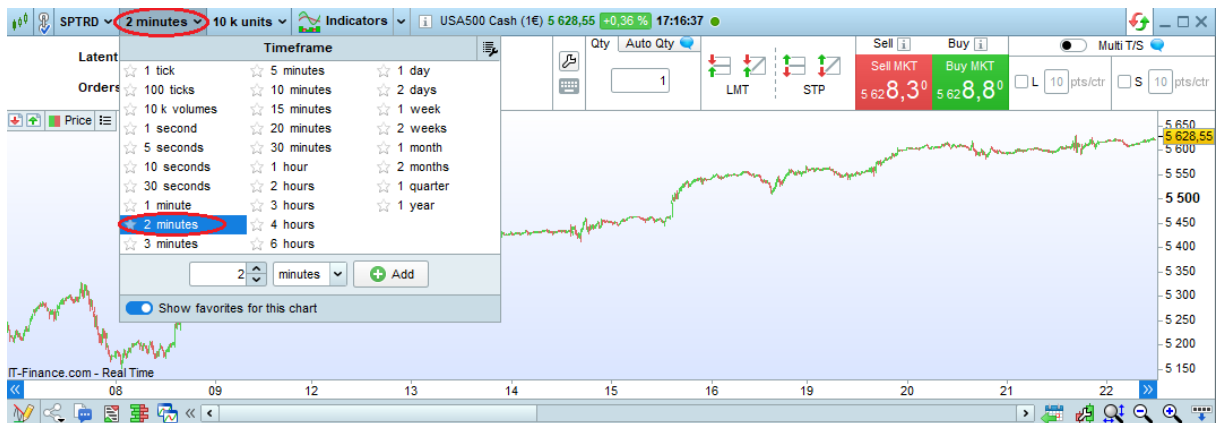 SPTRD 2 minutes 10 k units Indicators i USA500 Cash (1€) 5 628,55 +0,36 % 17:16:37
Timeframe
1 tick 5 minutes 1 day
100 ticks 10 minutes 2 days
10 k volumes 15 minutes 1 week
1 second 20 minutes 2 weeks
5 seconds 30 minutes 1 month
10 seconds 1 hour 2 months
30 seconds 2 hours 1 quarter
1 minute 3 hours 1 year
2 minutes 4 hours
3 minutes 6 hours
2 minutes Add
Show favorites for this chart
Latent
Orders
Price
Qty Auto Qty
1
LMT STP
Sell i Buy i
Sell MKT Buy MKT
5 628,30 5 628,80
Multi T/S
L 10 pts/ctr S 10 pts/ctr
5 650
5 628,55
5 600
5 550
5 500
5 450
5 400
5 350
5 300
5 250
5 200
5 150
IT-Finance.com - Real Time
08 09 12 13 14 15 16 19 20 21 22